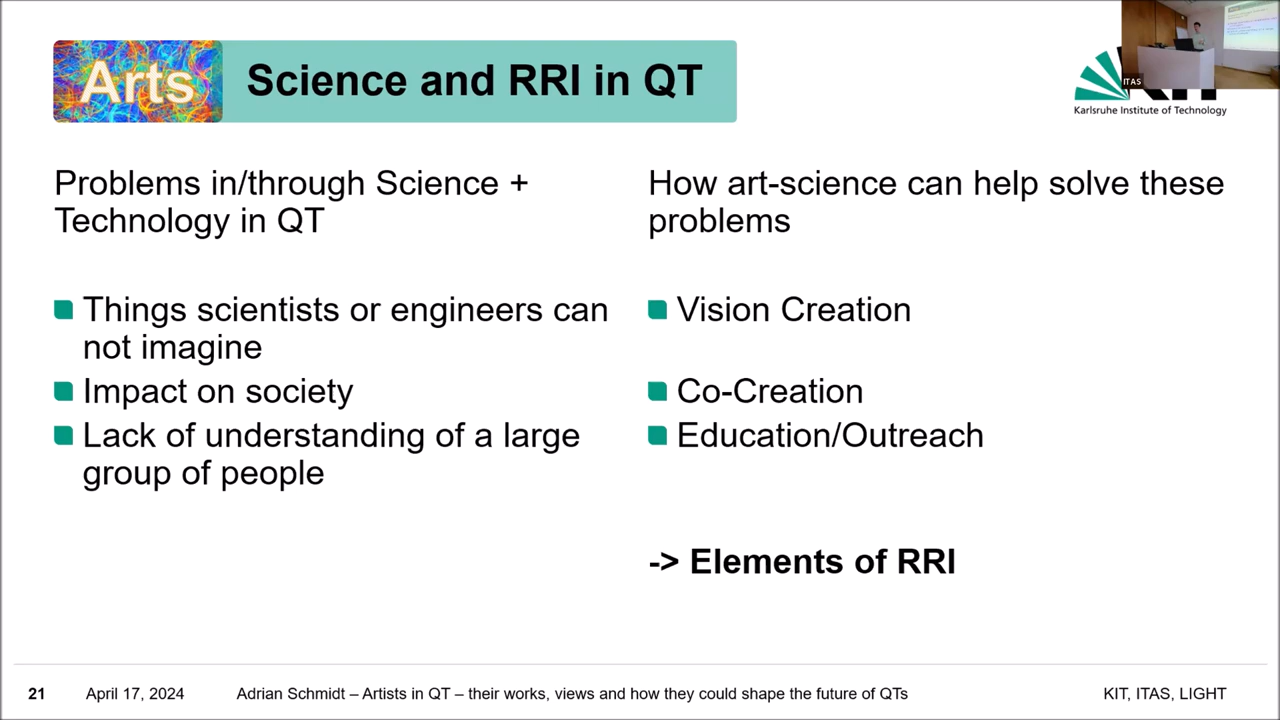 Arts Science and RRI in QT
ITAS
Karlsruhe Institute of Technology
Problems in/through Science +
Technology in QT
Things scientists or engineers can
not imagine
Impact on society
Lack of understanding of a large
group of people
How art-science can help solve these
problems
Vision Creation
Co-Creation
Education/Outreach
-> Elements of RRI
21 April 17, 2024 Adrian Schmidt – Artists in QT – their works, views and how they could shape the future of QTs KIT, ITAS, LIGHT